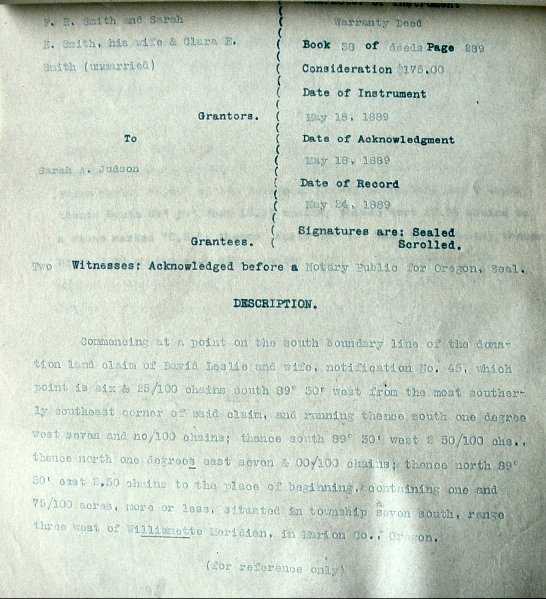 F. R. Smith and Sarah
E. Smith, his wife & Clara E.
Smith (unmarried)
Grantors.
To
Sarah A. Judson
Grantees.
Character of Instrument
Warranty Deed
Book 38 of deeds Page 289
Consideration $175.00
Date of Instrument
May 18, 1889
Date of Acknowledgment
May 18, 1889
Date of Record
May 24, 1889
Signatures are: Sealed
Scrolled.
Two Witnesses: Acknowledged before a Notary Public for Oregon, Seal.
DESCRIPTION.
Commencing at a point on the south boundary line of the dona-
tion land claim of David Leslie and wife, notification No. 45, which
point is six & 25/100 chains south 89° 30' west from the most souther-
ly southeast corner of said claim, and running thence south one degree
west seven and no/100 chains; thence south 89° 30' west 2 50/100 chs.,
thence north one degrees east seven & 00/100 chains; thence north 89°
30' east 2.50 chains to the place of beginning, containing one and
75/100 acres, more or less, situated in township seven south, range
three west of Williamette Meridian, in Marion Co., Oregon.
(for reference only)